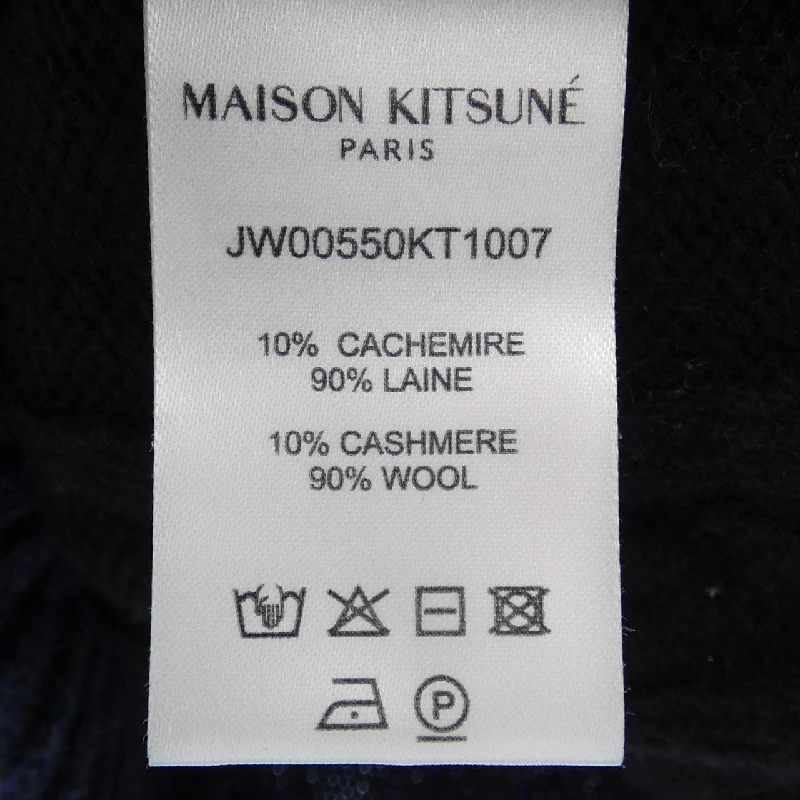 MAISON KITSUNÉ
PARIS
JW00550KT1007
10% CACHEMIRE
90% LAINE
10% CASHMERE
90% WOOL
P